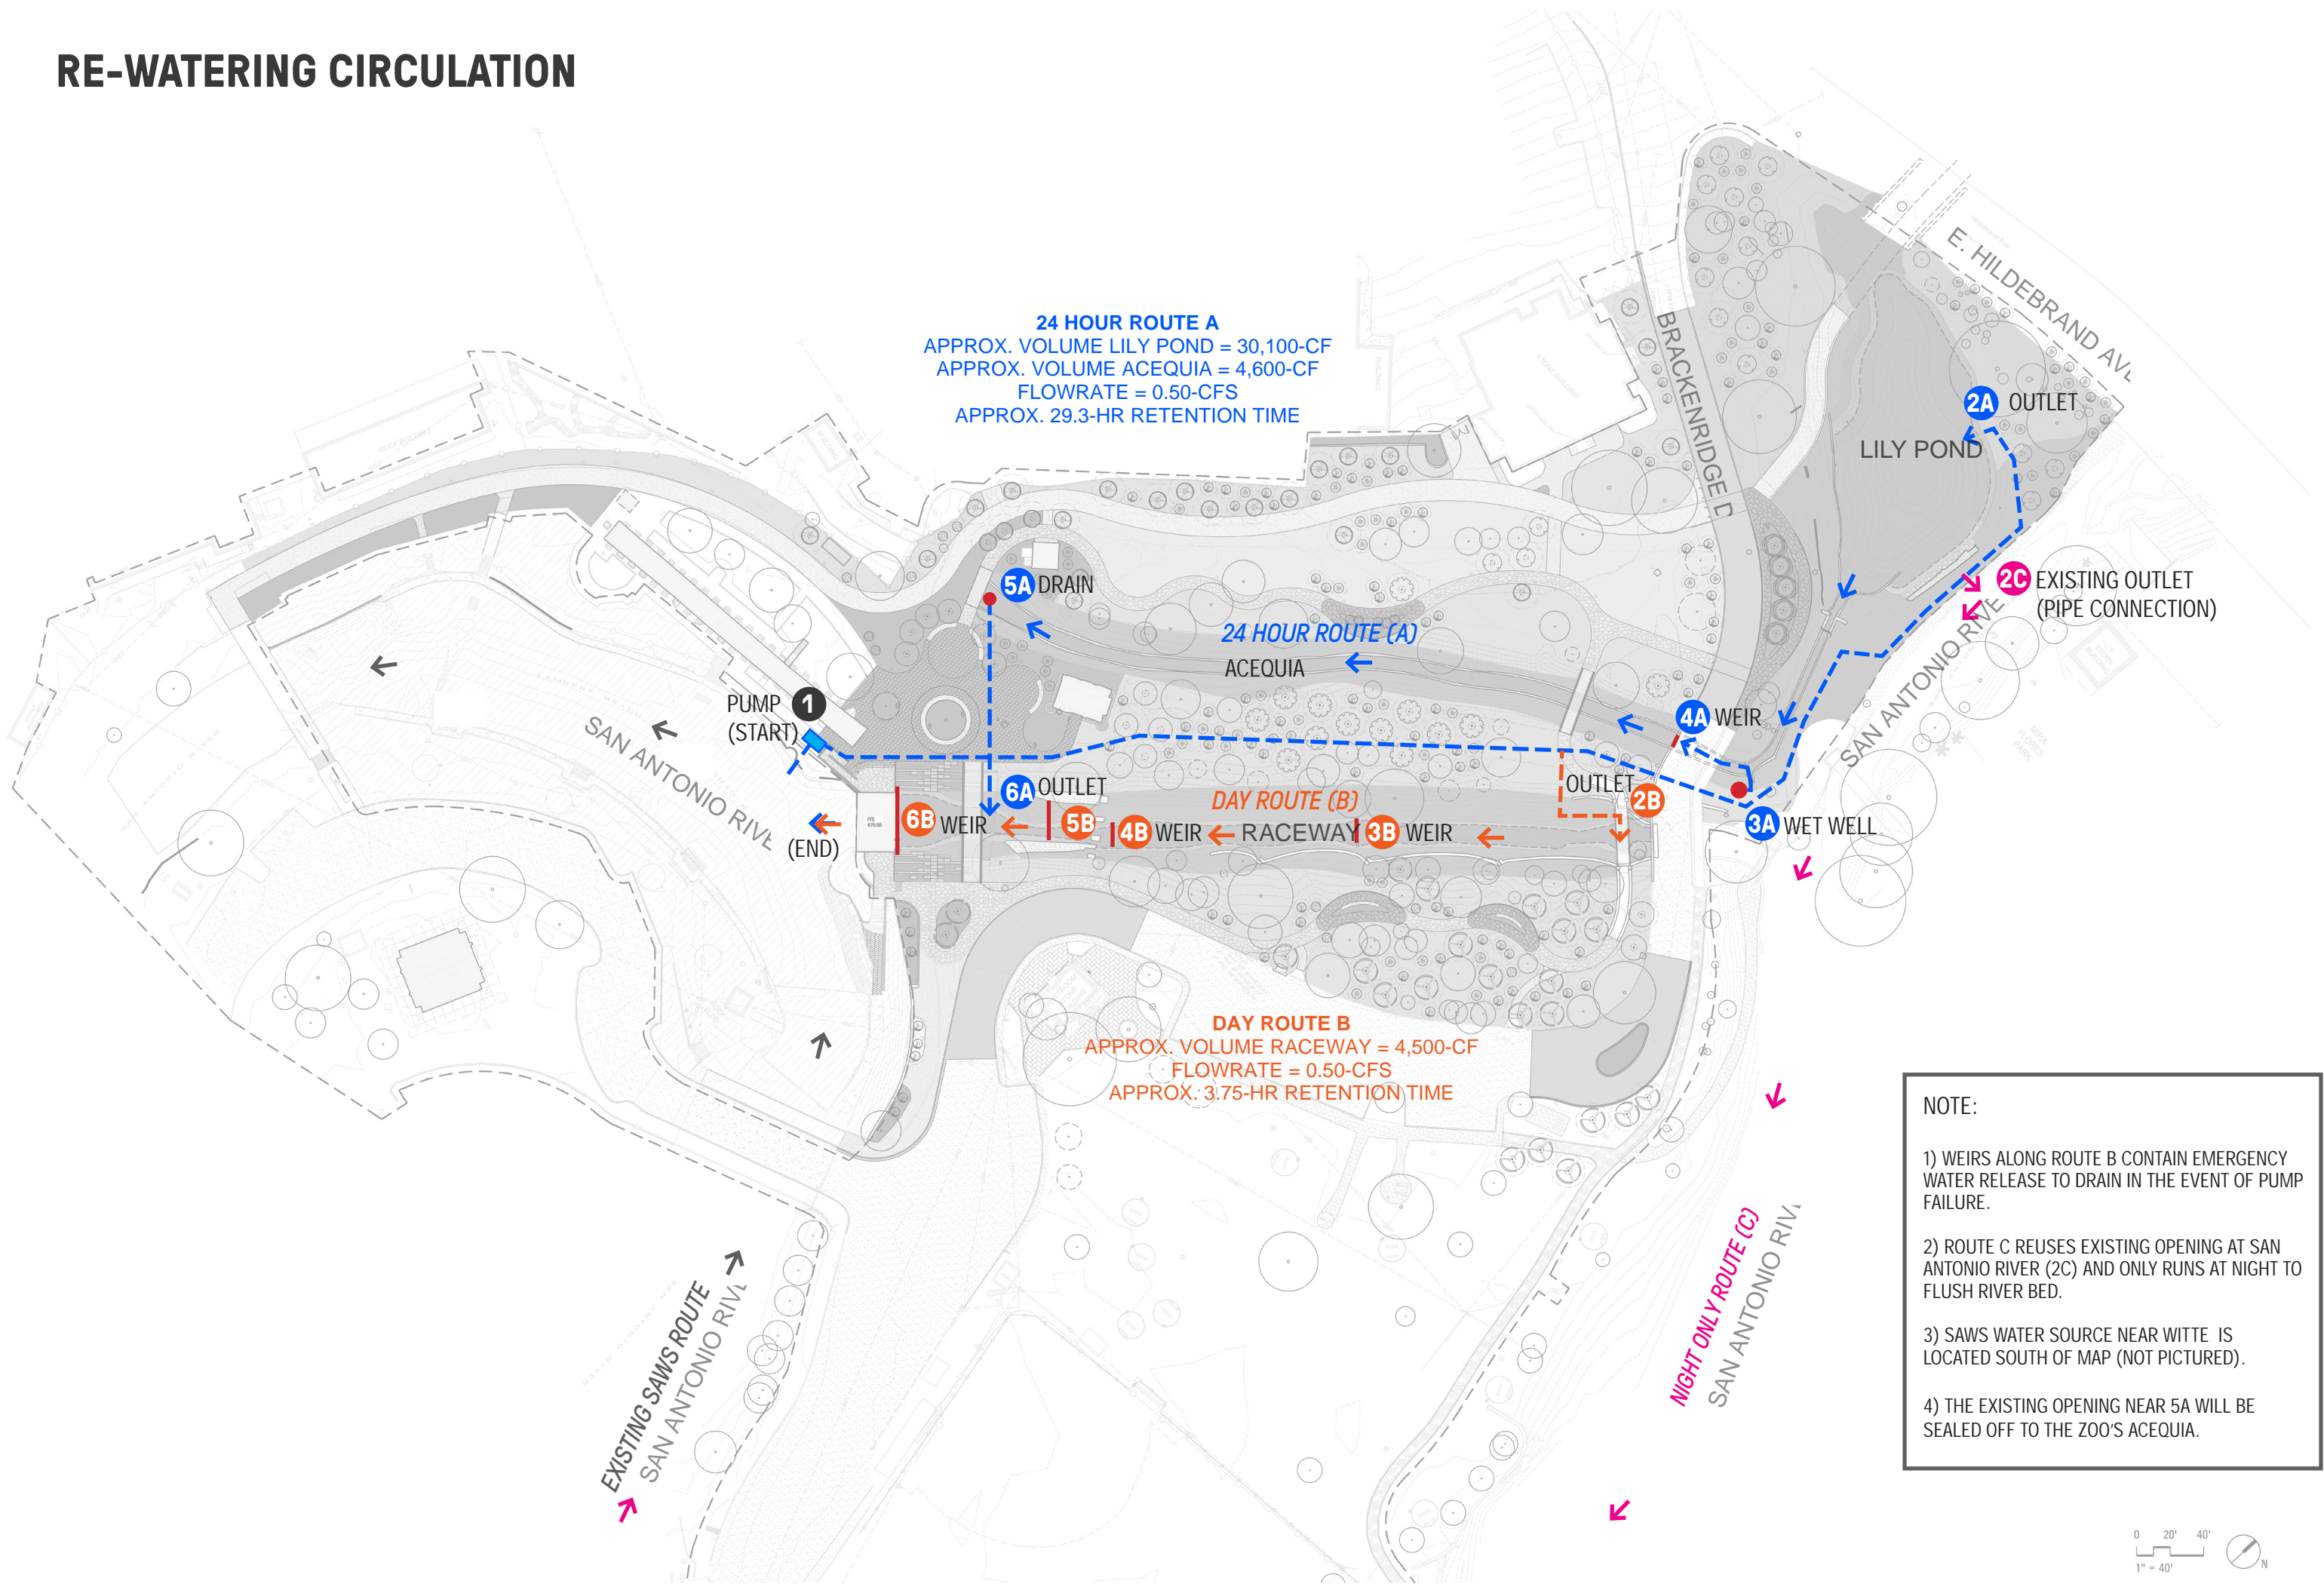 RE-WATERING CIRCULATION
24 HOUR ROUTE A
APPROX. VOLUME LILY POND = 30,100-CF
APPROX. VOLUME ACEQUIA = 4,600-CF
FLOWRATE = 0.50-CFS
APPROX. 29.3-HR RETENTION TIME
E. HILDEBRAND AVE
BRACKENRIDGE D
2A OUTLET
LILY POND
2C EXISTING OUTLET
(PIPE CONNECTION)
SAN ANTONIO RIVE
5A DRAIN
24 HOUR ROUTE (A)
ACEQUIA
PUMP 1
(START)
SAN ANTONIO RIVE
4A WEIR
6A OUTLET
OUTLET 2B
DAY ROUTE (B)
6B WEIR
5B
4B WEIR
RACEWAY
3B WEIR
3A WET WELL
(END)
DAY ROUTE B
APPROX. VOLUME RACEWAY = 4,500-CF
FLOWRATE = 0.50-CFS
APPROX. 3.75-HR RETENTION TIME
EXISTING SAWS ROUTE
SAN ANTONIO RIVE
NIGHT ONLY ROUTE (C)
SAN ANTONIO RIVE
NOTE:
1) WEIRS ALONG ROUTE B CONTAIN EMERGENCY
WATER RELEASE TO DRAIN IN THE EVENT OF PUMP
FAILURE.
2) ROUTE C REUSES EXISTING OPENING AT SAN
ANTONIO RIVER (2C) AND ONLY RUNS AT NIGHT TO
FLUSH RIVER BED.
3) SAWS WATER SOURCE NEAR WITTE IS
LOCATED SOUTH OF MAP (NOT PICTURED).
4) THE EXISTING OPENING NEAR 5A WILL BE
SEALED OFF TO THE ZOO'S ACEQUIA.
0 20' 40'
1" = 40'
N